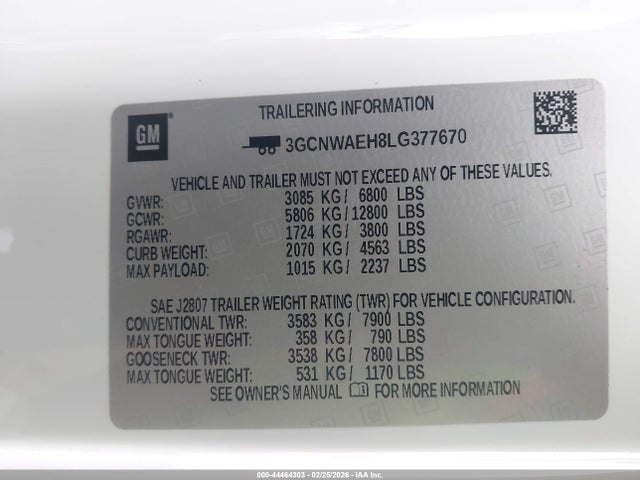 GM
TRAILERING INFORMATION
3GCNWAEH8LG377670
VEHICLE AND TRAILER MUST NOT EXCEED ANY OF THESE VALUES.
GVWR: 3085 KG/ 6800 LBS
GCWR: 5806 KG/12800 LBS
RGAWR: 1724 KG/ 3800 LBS
CURB WEIGHT: 2070 KG/ 4563 LBS
MAX PAYLOAD: 1015 KG/ 2237 LBS
SAE J2807 TRAILER WEIGHT RATING (TWR) FOR VEHICLE CONFIGURATION.
CONVENTIONAL TWR: 3583 KG/ 7900 LBS
MAX TONGUE WEIGHT: 358 KG/ 790 LBS
GOOSENECK TWR: 3538 KG/ 7800 LBS
MAX TONGUE WEIGHT: 531 KG/ 1170 LBS
SEE OWNER'S MANUAL FOR MORE INFORMATION
000-44464303 - 02/25/2026 - IAA Inc.